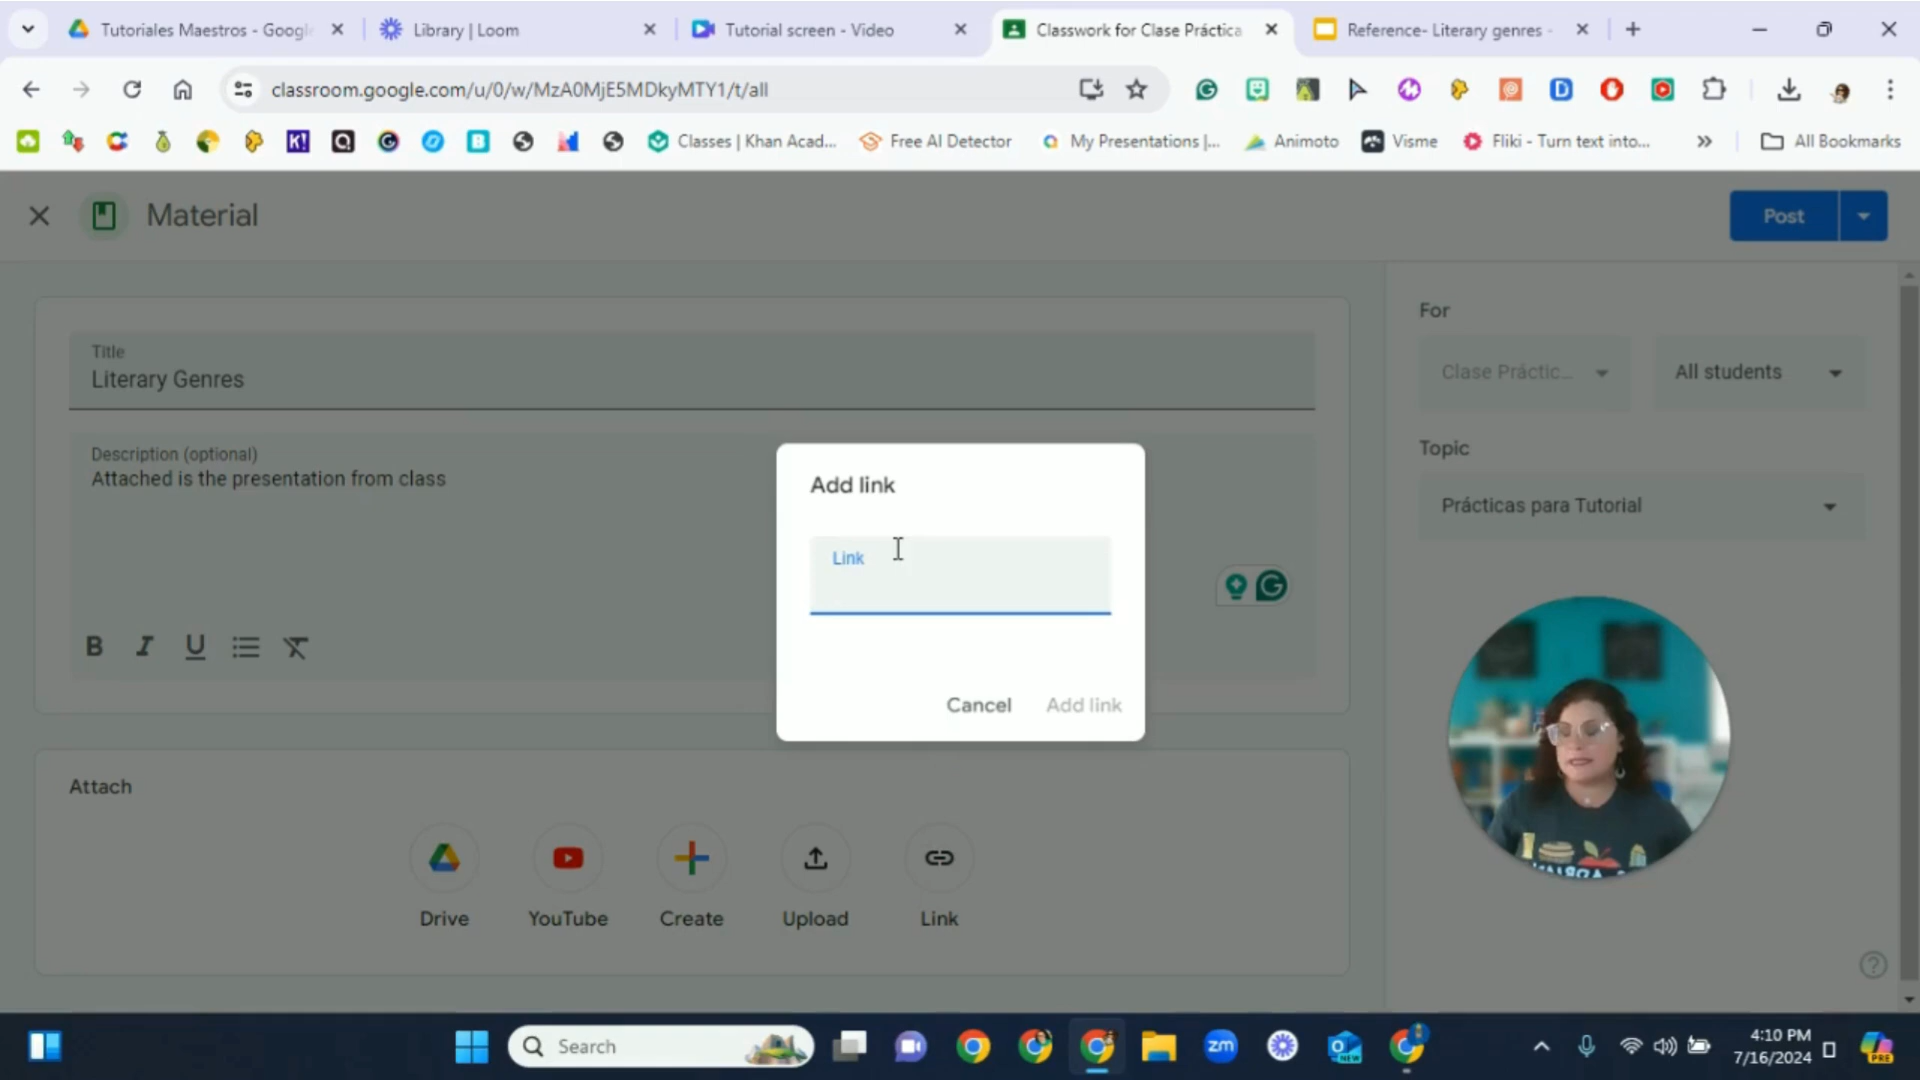 Tutoriales Maestros - Googl
Library | Loom
Tutorial screen - Video
Classwork for Clase Práctica
Reference- Literary genres -
classroom.google.com/u/0/w/MzA0MjE5MDkyMTY1/t/all
Classes | Khan Acad...
Free AI Detector
My Presentations |...
Animoto
Visme
Fliki - Turn text into...
All Bookmarks
Material
Post
Title
Literary Genres
Description (optional)
Attached is the presentation from class
Add link
Link
Cancel
Add link
For
Clase Práctic...
All students
Topic
Prácticas para Tutorial
Attach
Drive
YouTube
Create
Upload
Link
Search
zm
NEW
4:10 PM
7/16/2024
PRE